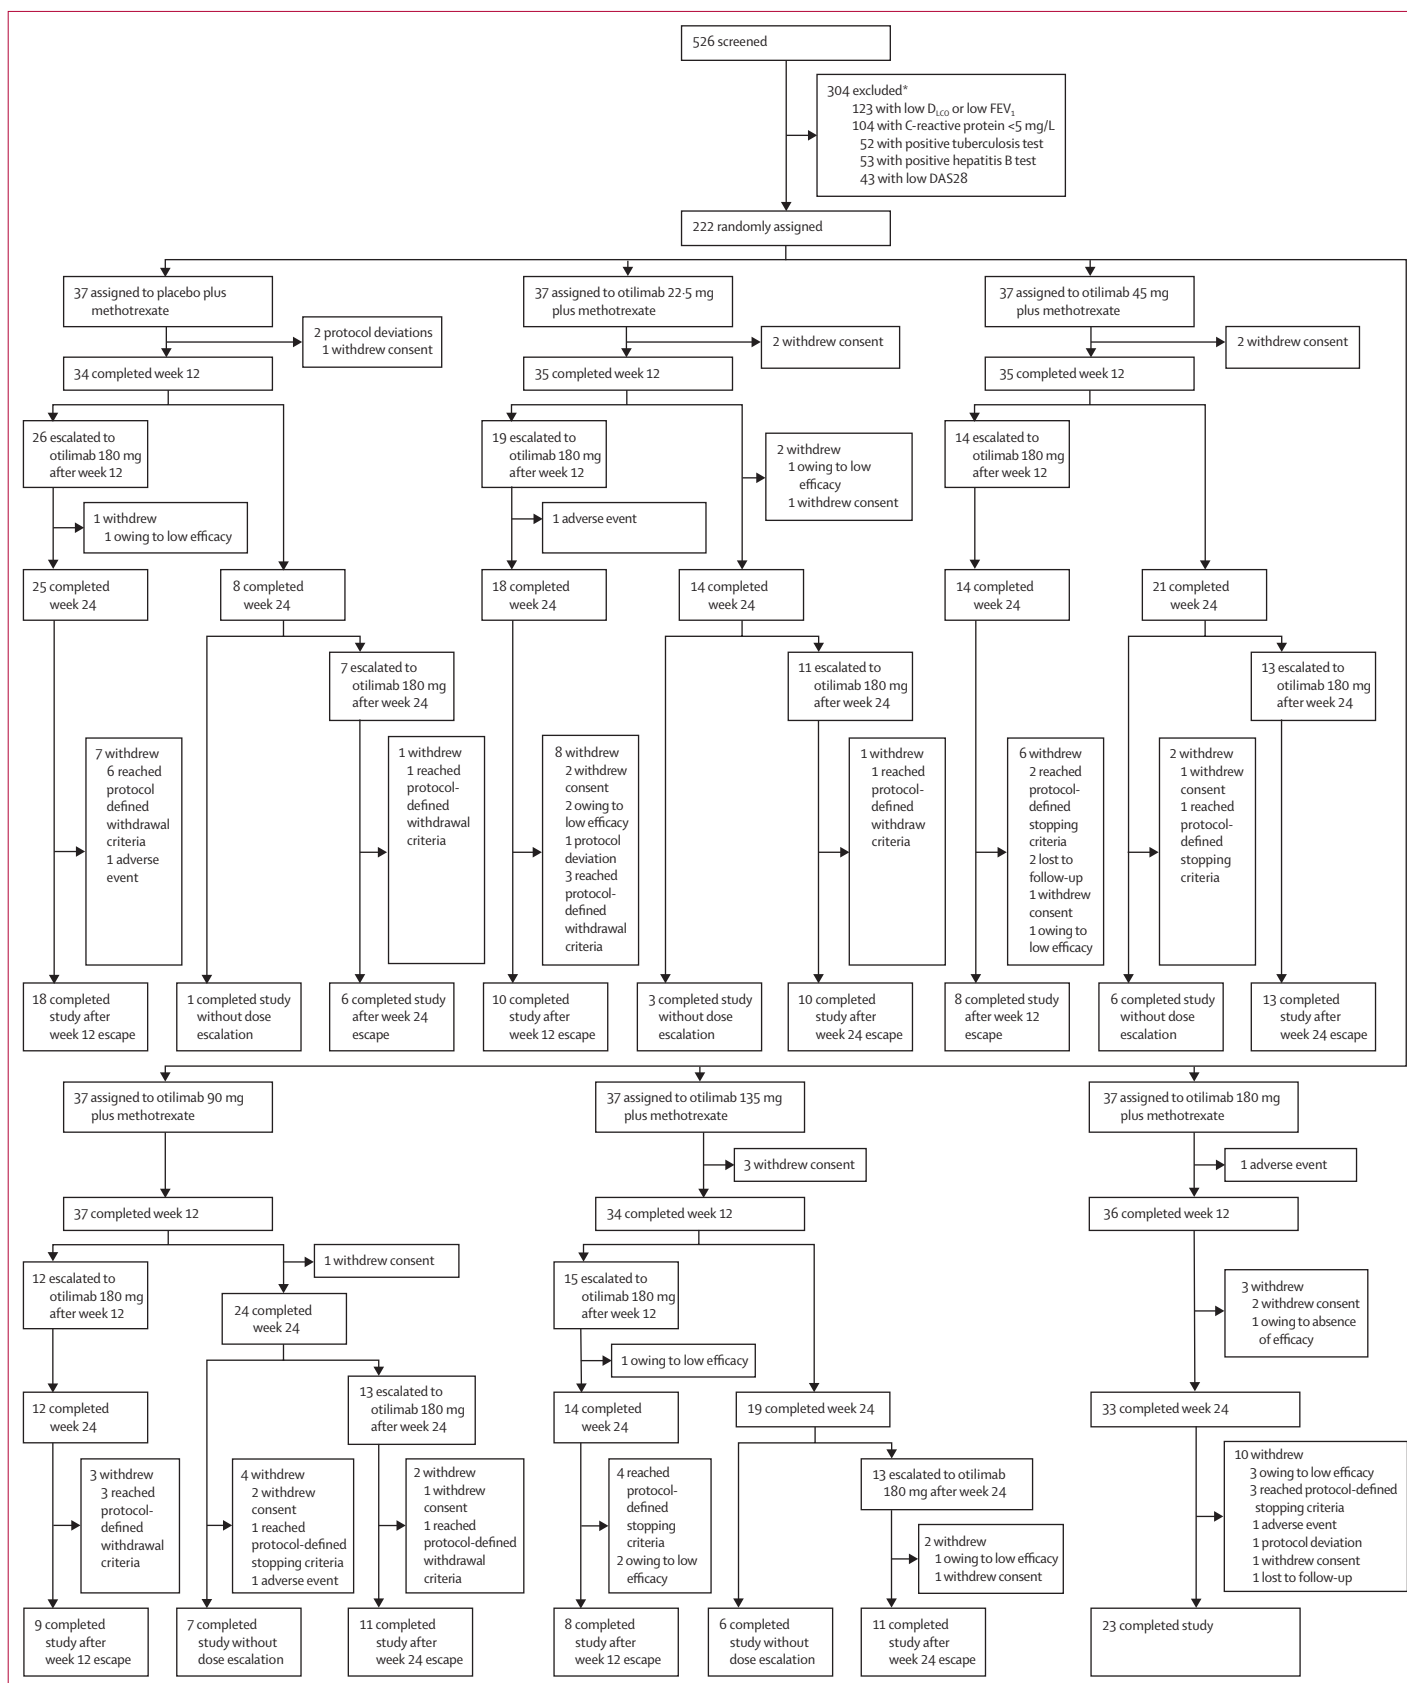 526 screened
304 excluded*
123 with low DLCO or low FEV1
104 with C-reactive protein <5 mg/L
52 with positive tuberculosis test
53 with positive hepatitis B test
43 with low DAS28
222 randomly assigned
37 assigned to placebo plus
methotrexate
37 assigned to otilimab 22·5 mg
plus methotrexate
37 assigned to otilimab 45 mg
plus methotrexate
2 protocol deviations
1 withdrew consent
2 withdrew consent
2 withdrew consent
34 completed week 12
35 completed week 12
35 completed week 12
26 escalated to
otilimab 180 mg
after week 12
19 escalated to
otilimab 180 mg
after week 12
2 withdrew
1 owing to low
efficacy
1 withdrew consent
14 escalated to
otilimab 180 mg
after week 12
1 withdrew
1 owing to low efficacy
1 adverse event
25 completed
week 24
8 completed
week 24
18 completed
week 24
14 completed
week 24
14 completed
week 24
21 completed
week 24
7 escalated to
otilimab 180 mg
after week 24
11 escalated to
otilimab 180 mg
after week 24
13 escalated to
otilimab 180 mg
after week 24
7 withdrew
6 reached
protocol
defined
withdrawal
criteria
1 adverse
event
1 withdrew
1 reached
protocol-
defined
withdrawal
criteria
8 withdrew
2 withdrew
consent
2 owing to
low efficacy
1 protocol
deviation
3 reached
protocol-
defined
withdrawal
criteria
1 withdrew
1 reached
protocol-
defined
withdraw
criteria
6 withdrew
2 reached
protocol-
defined
stopping
criteria
2 lost to
follow-up
1 withdrew
consent
1 owing to
low efficacy
2 withdrew
1 withdrew
consent
1 reached
protocol-
defined
stopping
criteria
18 completed
study after
week 12 escape
1 completed study
without dose
escalation
6 completed study
after week 24
escape
10 completed
study after
week 12 escape
3 completed study
without dose
escalation
10 completed
study after
week 24 escape
8 completed study
after week 12
escape
6 completed study
without dose
escalation
13 completed
study after
week 24 escape
37 assigned to otilimab 90 mg
plus methotrexate
37 assigned to otilimab 135 mg
plus methotrexate
37 assigned to otilimab 180 mg
plus methotrexate
3 withdrew consent
1 adverse event
37 completed week 12
34 completed week 12
36 completed week 12
1 withdrew consent
12 escalated to
otilimab 180 mg
after week 12
24 completed
week 24
15 escalated to
otilimab 180 mg
after week 12
3 withdrew
2 withdrew consent
1 owing to absence
of efficacy
1 owing to low efficacy
13 escalated to
otilimab 180 mg
after week 24
12 completed
week 24
14 completed
week 24
19 completed week 24
33 completed week 24
3 withdrew
3 reached
protocol-
defined
withdrawal
criteria
4 withdrew
2 withdrew
consent
1 reached
protocol-defined
stopping criteria
1 adverse event
2 withdrew
1 withdrew
consent
1 reached
protocol-defined
withdrawal
criteria
4 reached
protocol-
defined
stopping
criteria
2 owing to low
efficacy
13 escalated to otilimab
180 mg after week 24
2 withdrew
1 owing to low efficacy
1 withdrew consent
10 withdrew
3 owing to low efficacy
3 reached protocol-defined
stopping criteria
1 adverse event
1 protocol deviation
1 withdrew consent
1 lost to follow-up
9 completed
study after
week 12 escape
7 completed
study without
dose escalation
11 completed
study after
week 24 escape
8 completed
study after
week 12 escape
6 completed
study without
dose escalation
11 completed
study after
week 24 escape
23 completed study